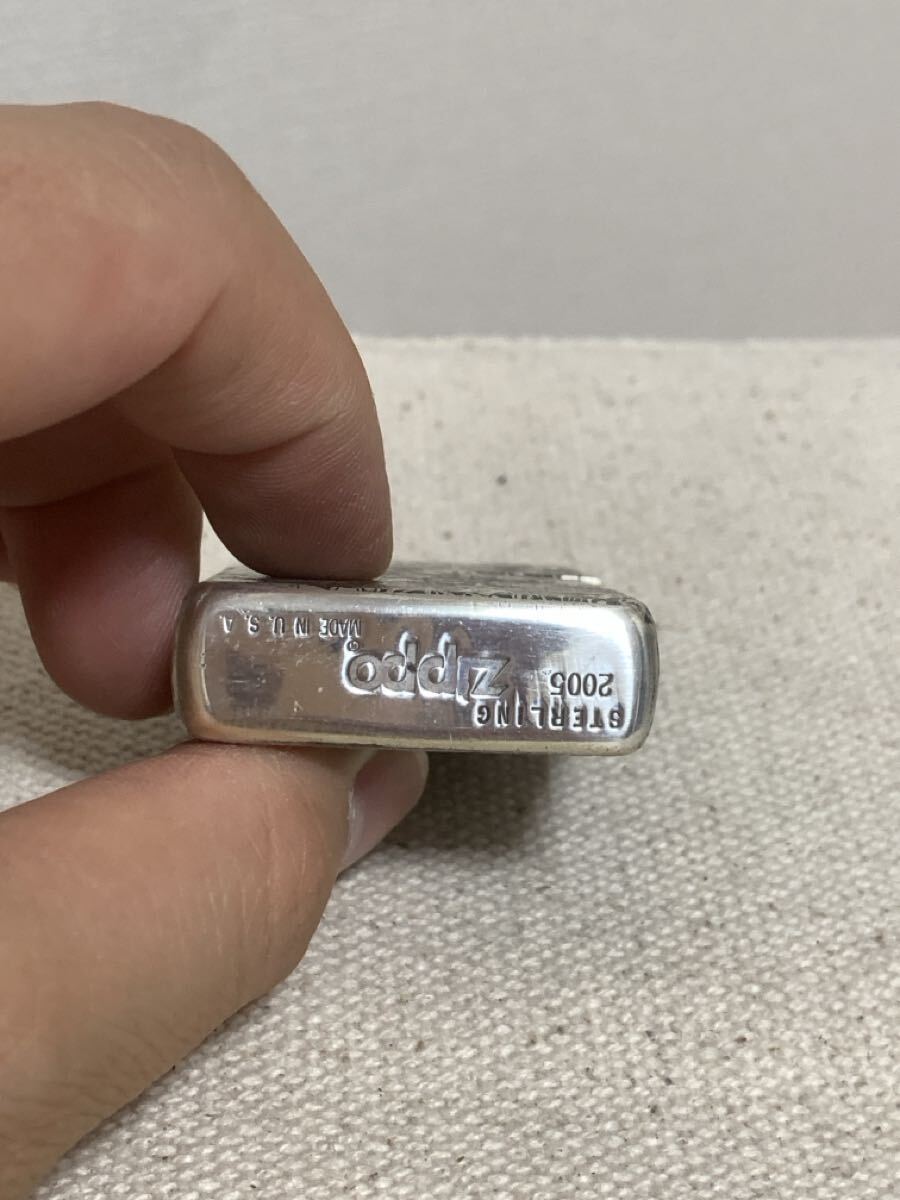 STERLING
2005
Zippo®
MADE IN U. S. A.